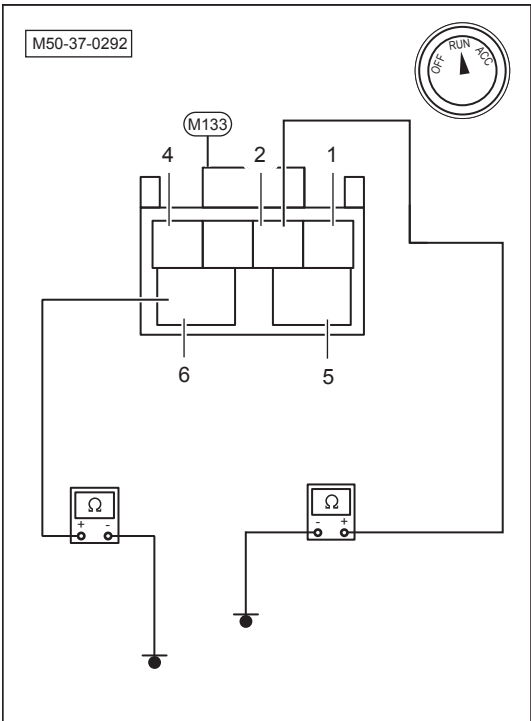 M50-37-0292
OFF RUN ACC
M133
4 2 1
6 5
Ω Ω
+ - - +